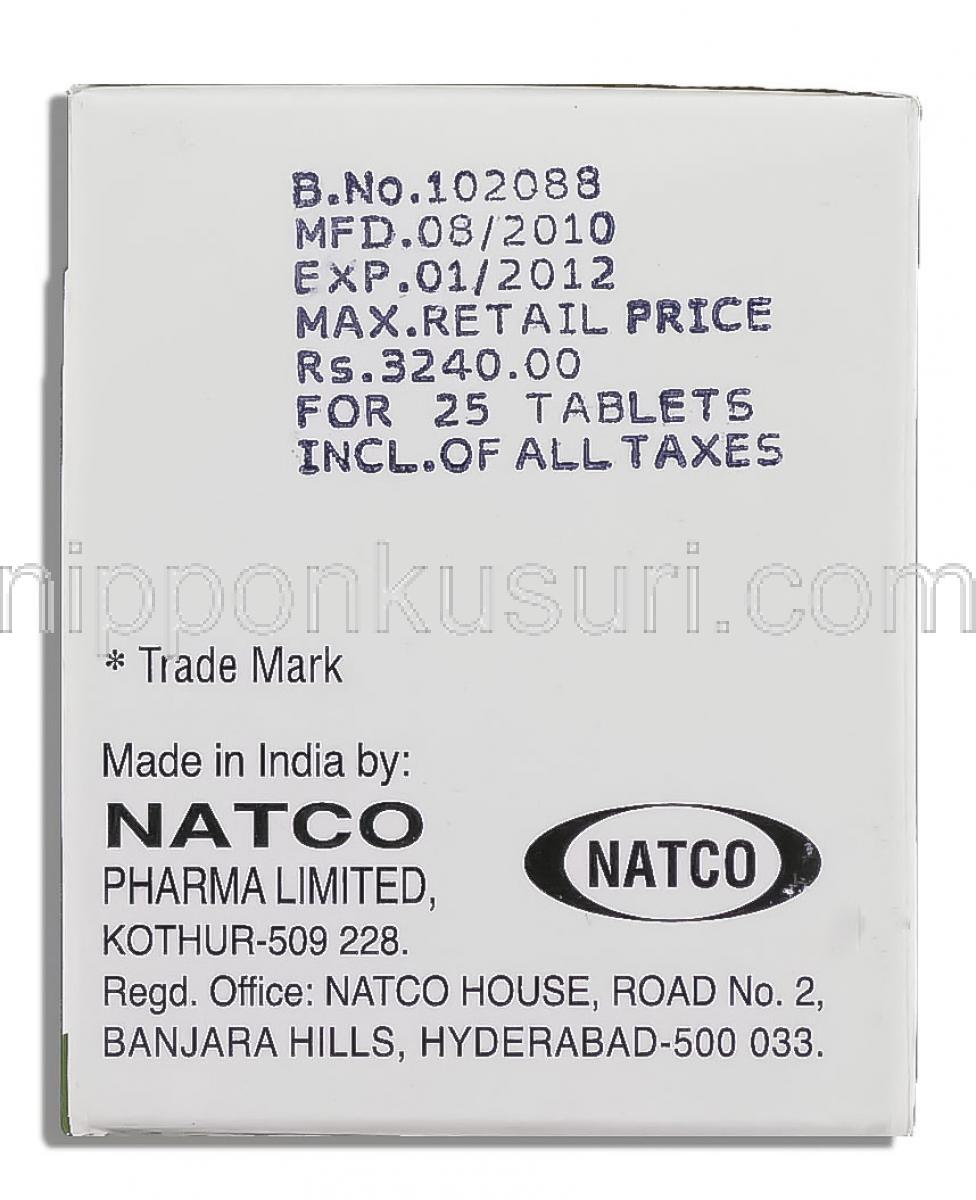 B.No.102088
MFD.08/2010
EXP.01/2012
MAX.RETAIL PRICE
Rs.3240.00
FOR 25 TABLETS
INCL.OF ALL TAXES
nipponkusuri.com
* Trade Mark
Made in India by:
NATCO
PHARMA LIMITED,
NATCO
KOTHUR-509 228.
Regd. Office: NATCO HOUSE, ROAD No. 2,
BANJARA HILLS, HYDERABAD-500 033.